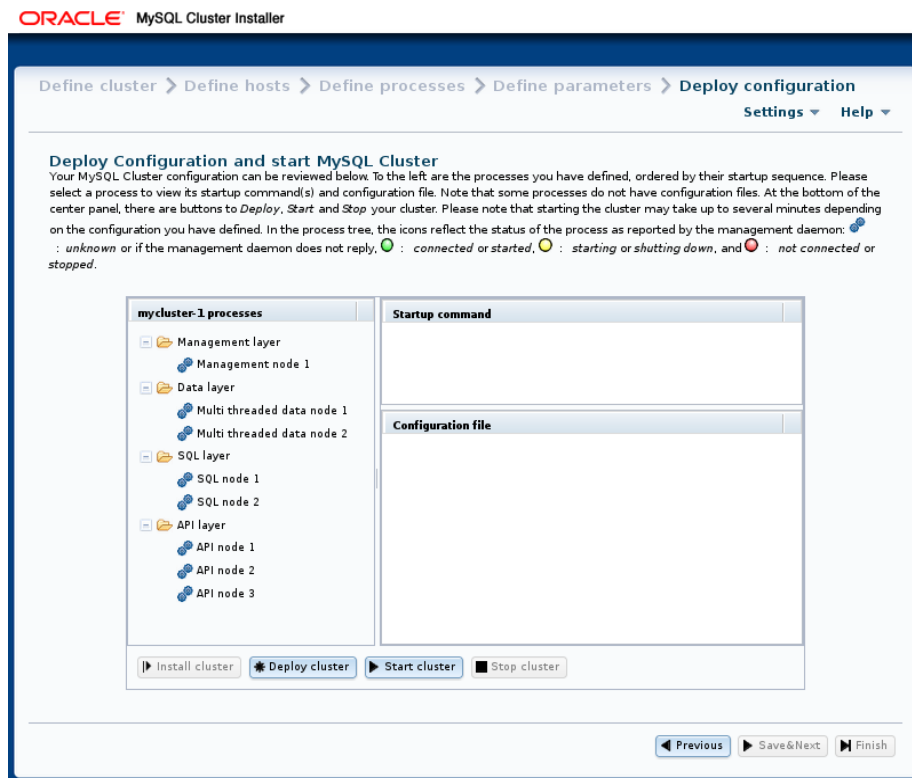 ORACLE® MySQL Cluster Installer
Define cluster > Define hosts > Define processes > Define parameters > Deploy configuration
Settings Help
Deploy Configuration and start MySQL Cluster
Your MySQL Cluster configuration can be reviewed below. To the left are the processes you have defined, ordered by their startup sequence. Please
select a process to view its startup command(s) and configuration file. Note that some processes do not have configuration files. At the bottom of the
center panel, there are buttons to Deploy, Start and Stop your cluster. Please note that starting the cluster may take up to several minutes depending
on the configuration you have defined. In the process tree, the icons reflect the status of the process as reported by the management daemon:
: unknown or if the management daemon does not reply, : connected or started, : starting or shutting down, and : not connected or
stopped.
mycluster-1 processes
Management layer
Management node 1
Data layer
Multi threaded data node 1
Multi threaded data node 2
SQL layer
SQL node 1
SQL node 2
API layer
API node 1
API node 2
API node 3
Startup command
Configuration file
Install cluster Deploy cluster Start cluster Stop cluster
Previous Save&Next Finish